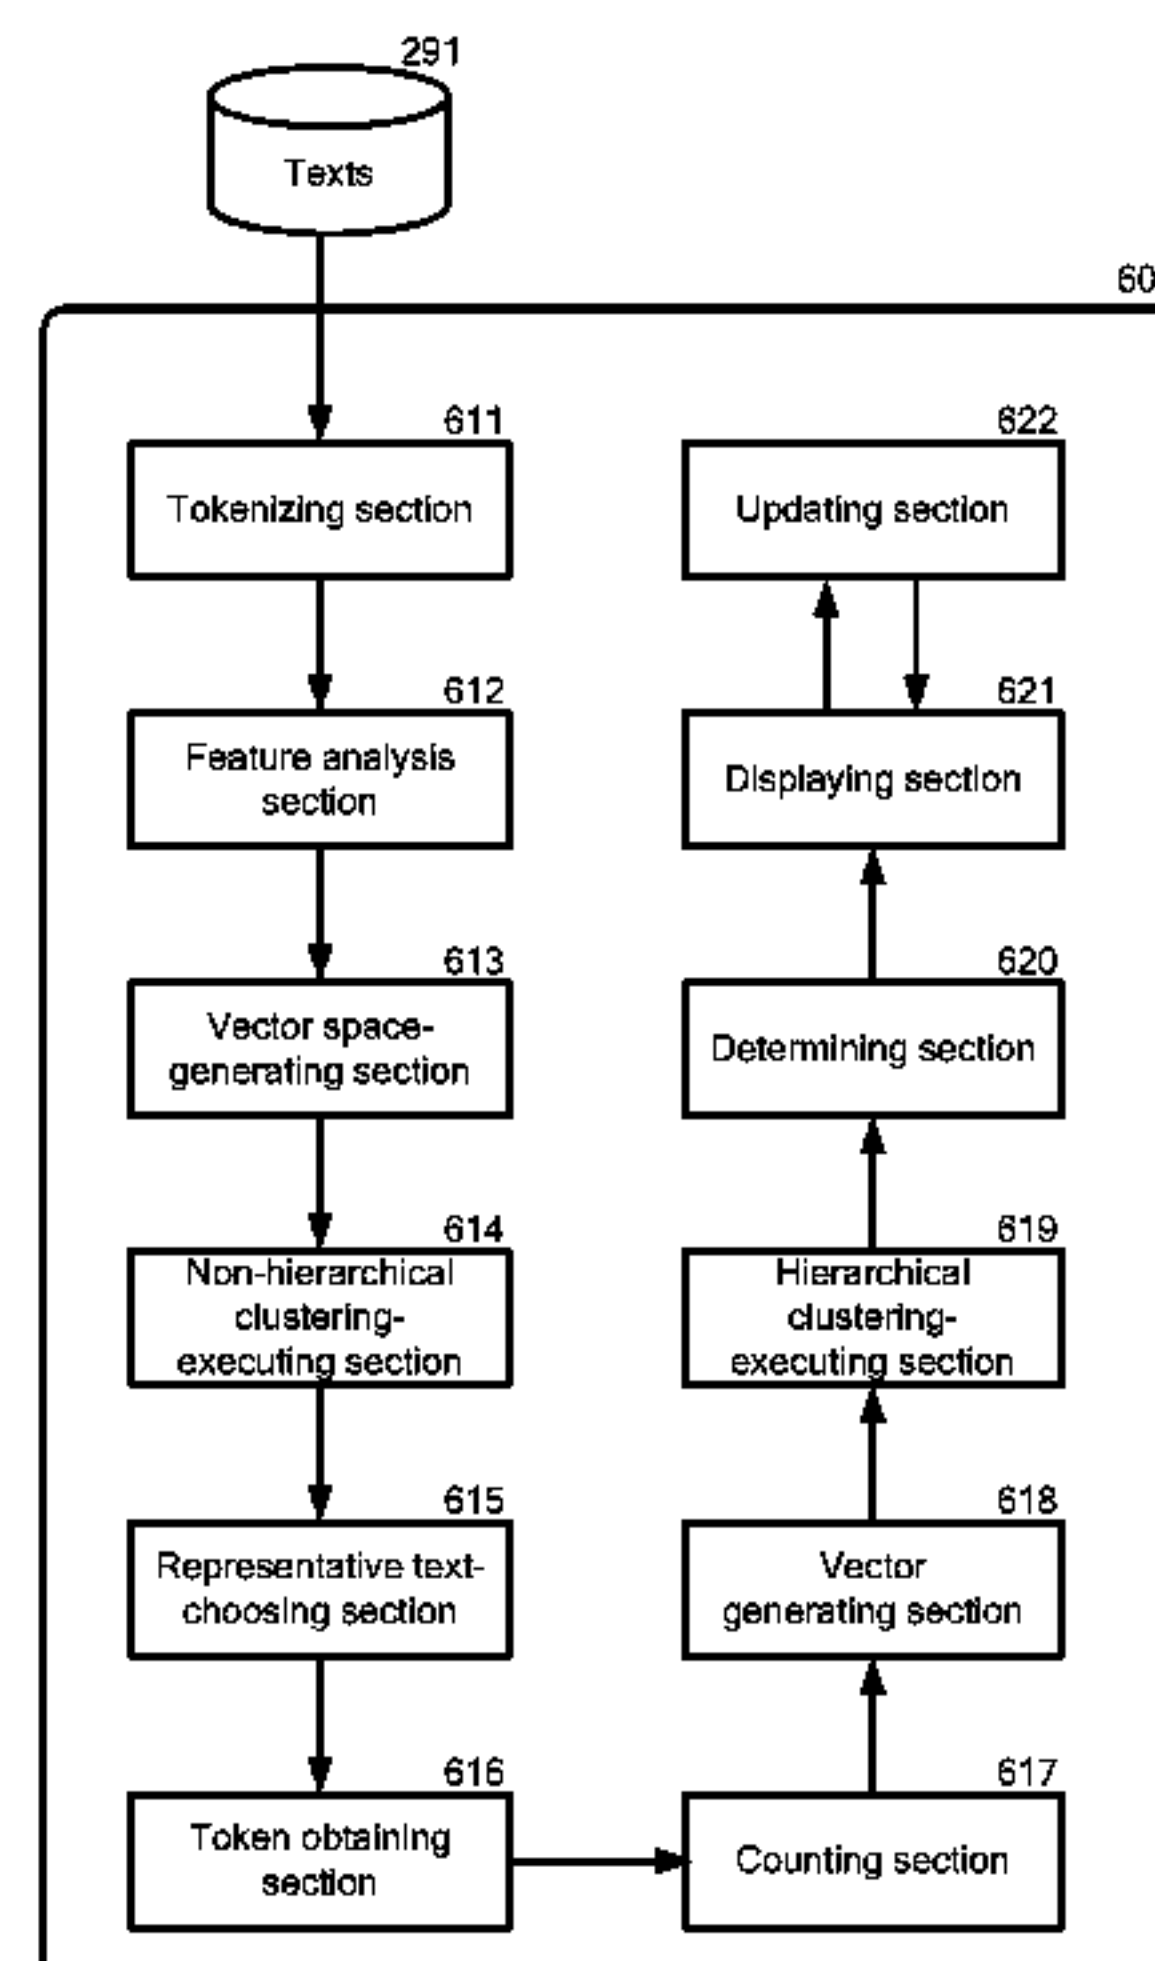 291
Texts
60
611
Tokenizing section
612
Feature analysis
section
613
Vector space-
generating section
614
Non-hierarchical
clustering-
executing section
615
Representative text-
choosing section
616
Token obtaining
section
622
Updating section
621
Displaying section
620
Determining section
619
Hierarchical
clustering-
executing section
618
Vector
generating section
617
Counting section